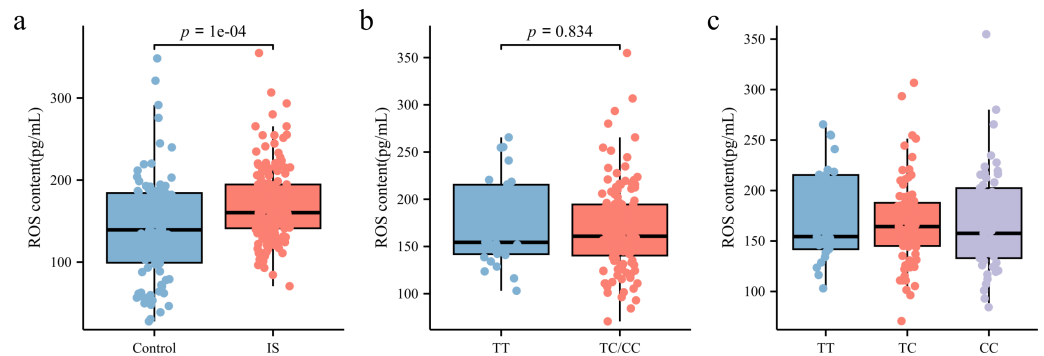 a
p = 1e-04
ROS content(pg/mL)
300
200
100
Control
IS
b
p = 0.834
ROS content(pg/mL)
350
300
250
200
150
100
TT
TC/CC
c
ROS content(pg/mL)
350
300
250
200
150
100
TT
TC
CC